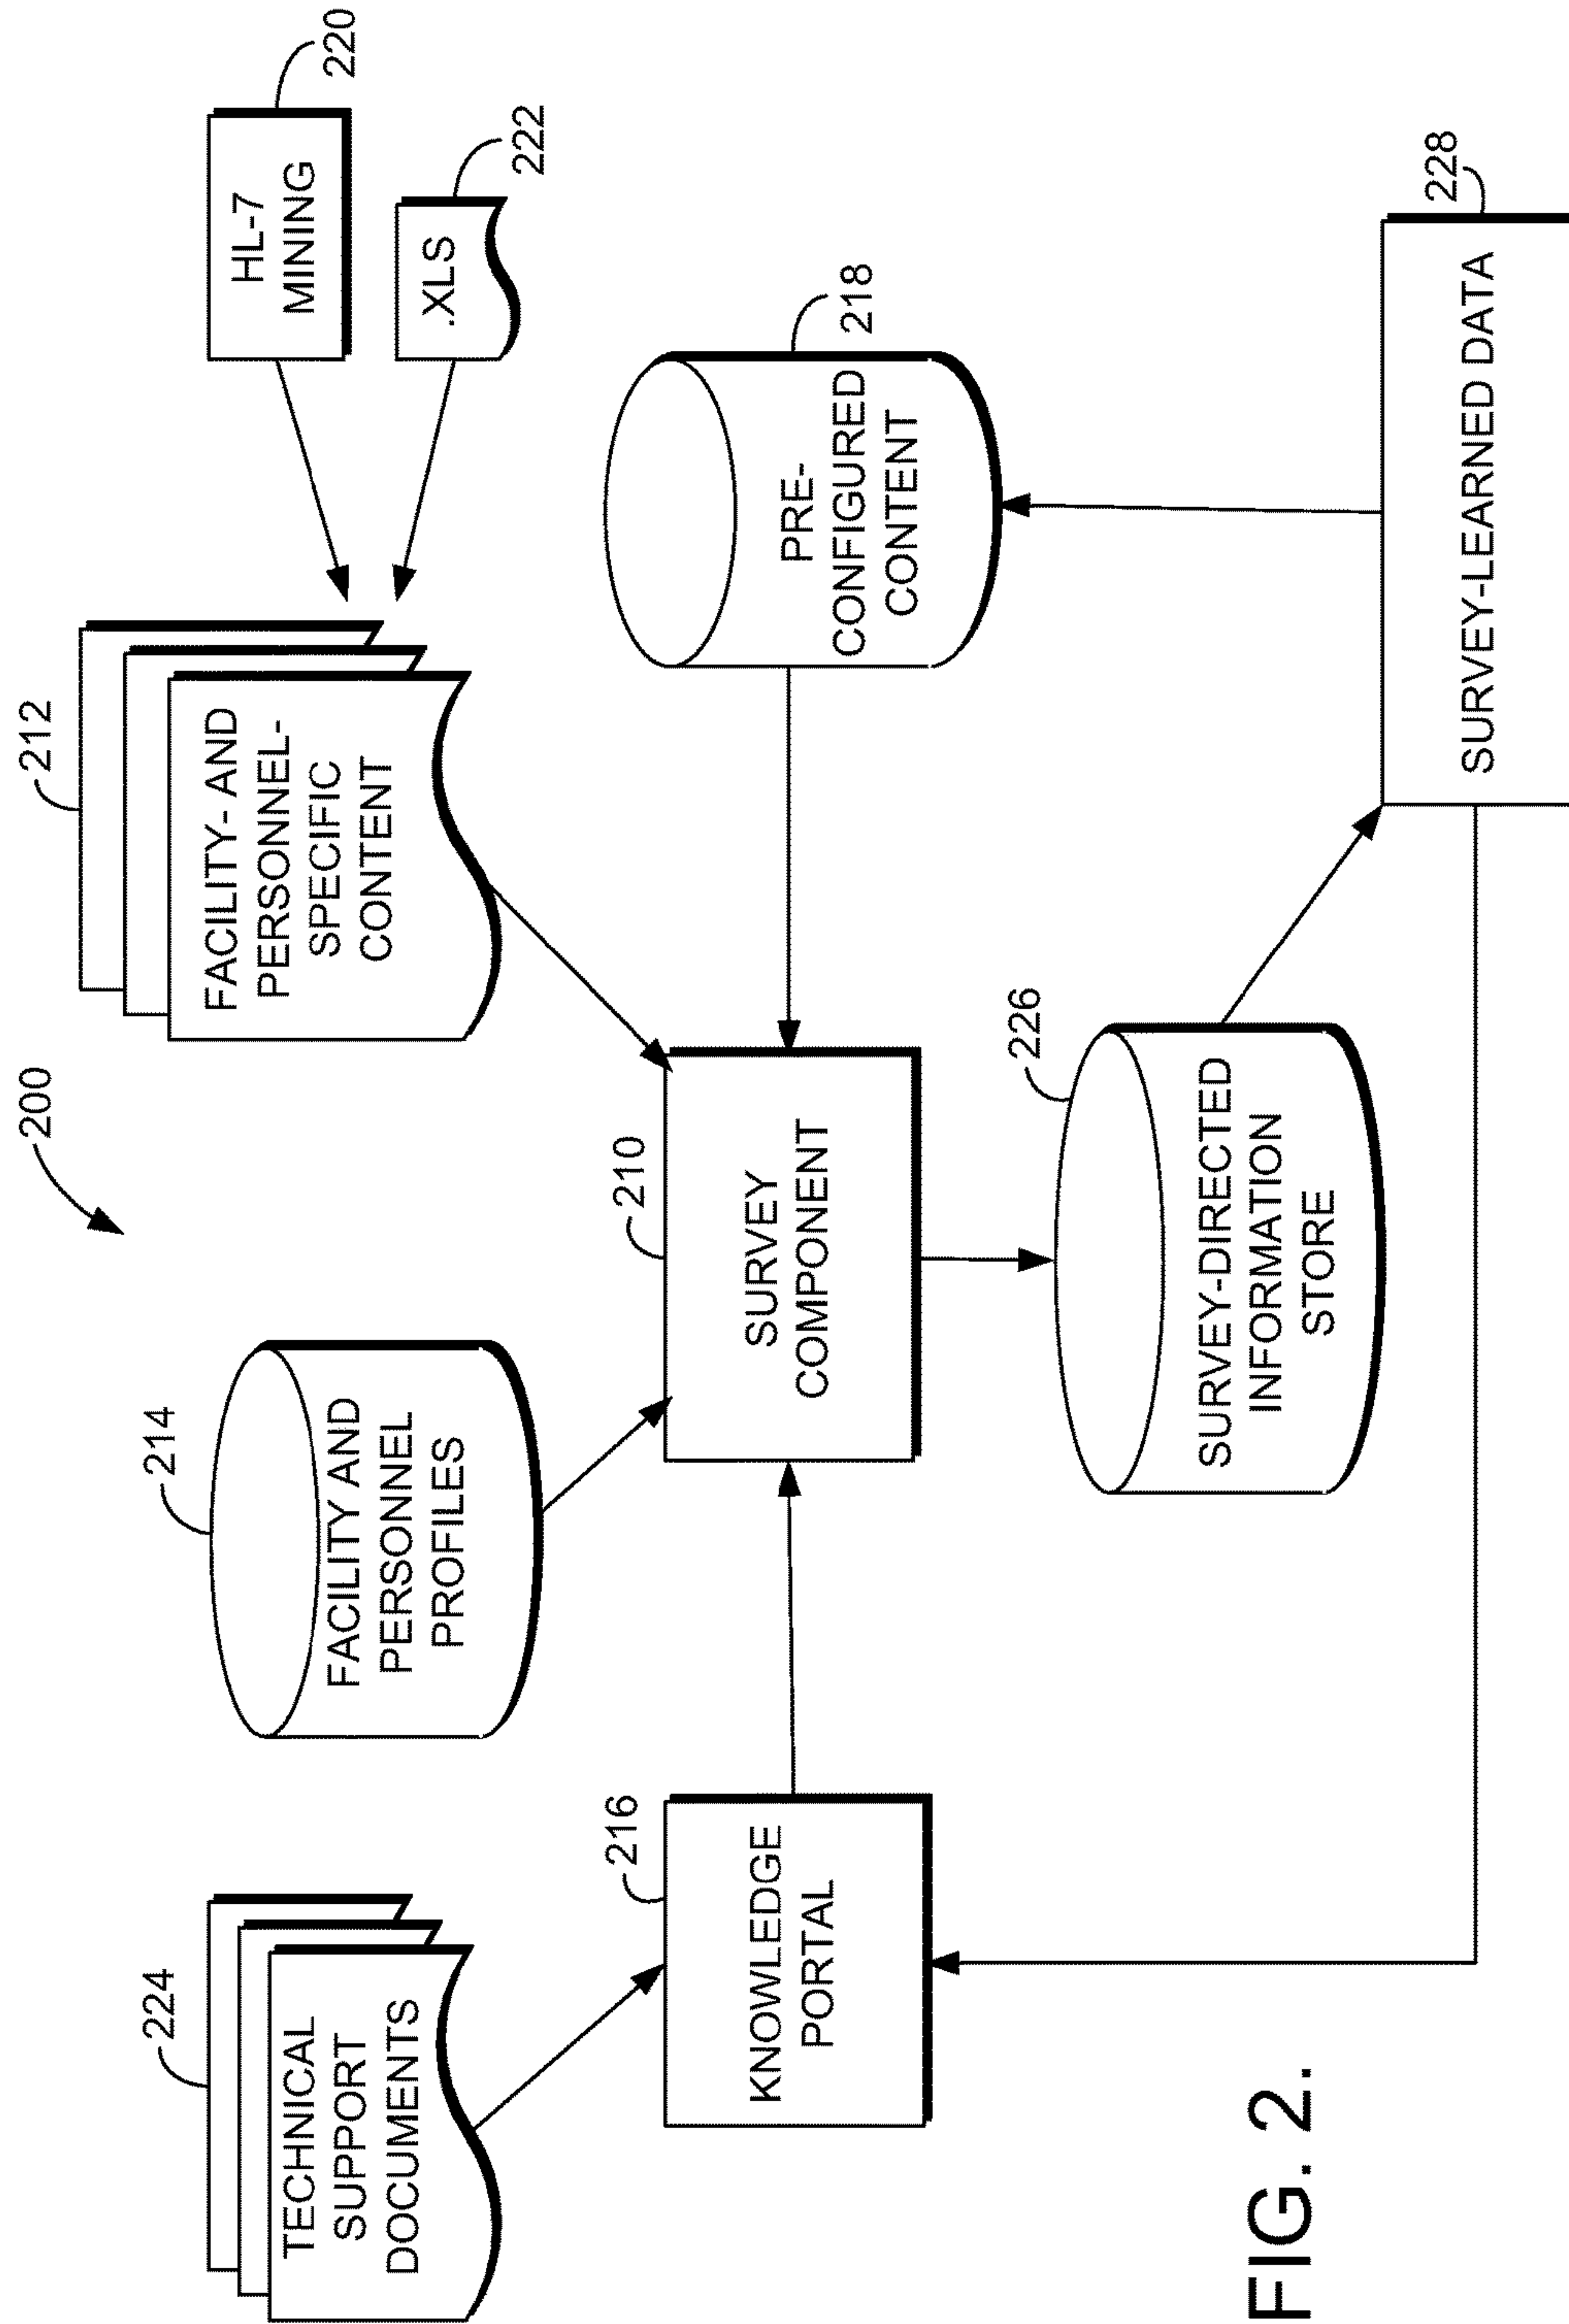 200
224
TECHNICAL
SUPPORT
DOCUMENTS
214
FACILITY AND
PERSONNEL
PROFILES
212
FACILITY- AND
PERSONNEL-
SPECIFIC
CONTENT
HL-7
MINING
220
.XLS
222
216
KNOWLEDGE
PORTAL
210
SURVEY
COMPONENT
PRE-
CONFIGURED
CONTENT
218
226
SURVEY-DIRECTED
INFORMATION
STORE
228
SURVEY-LEARNED DATA
FIG. 2.